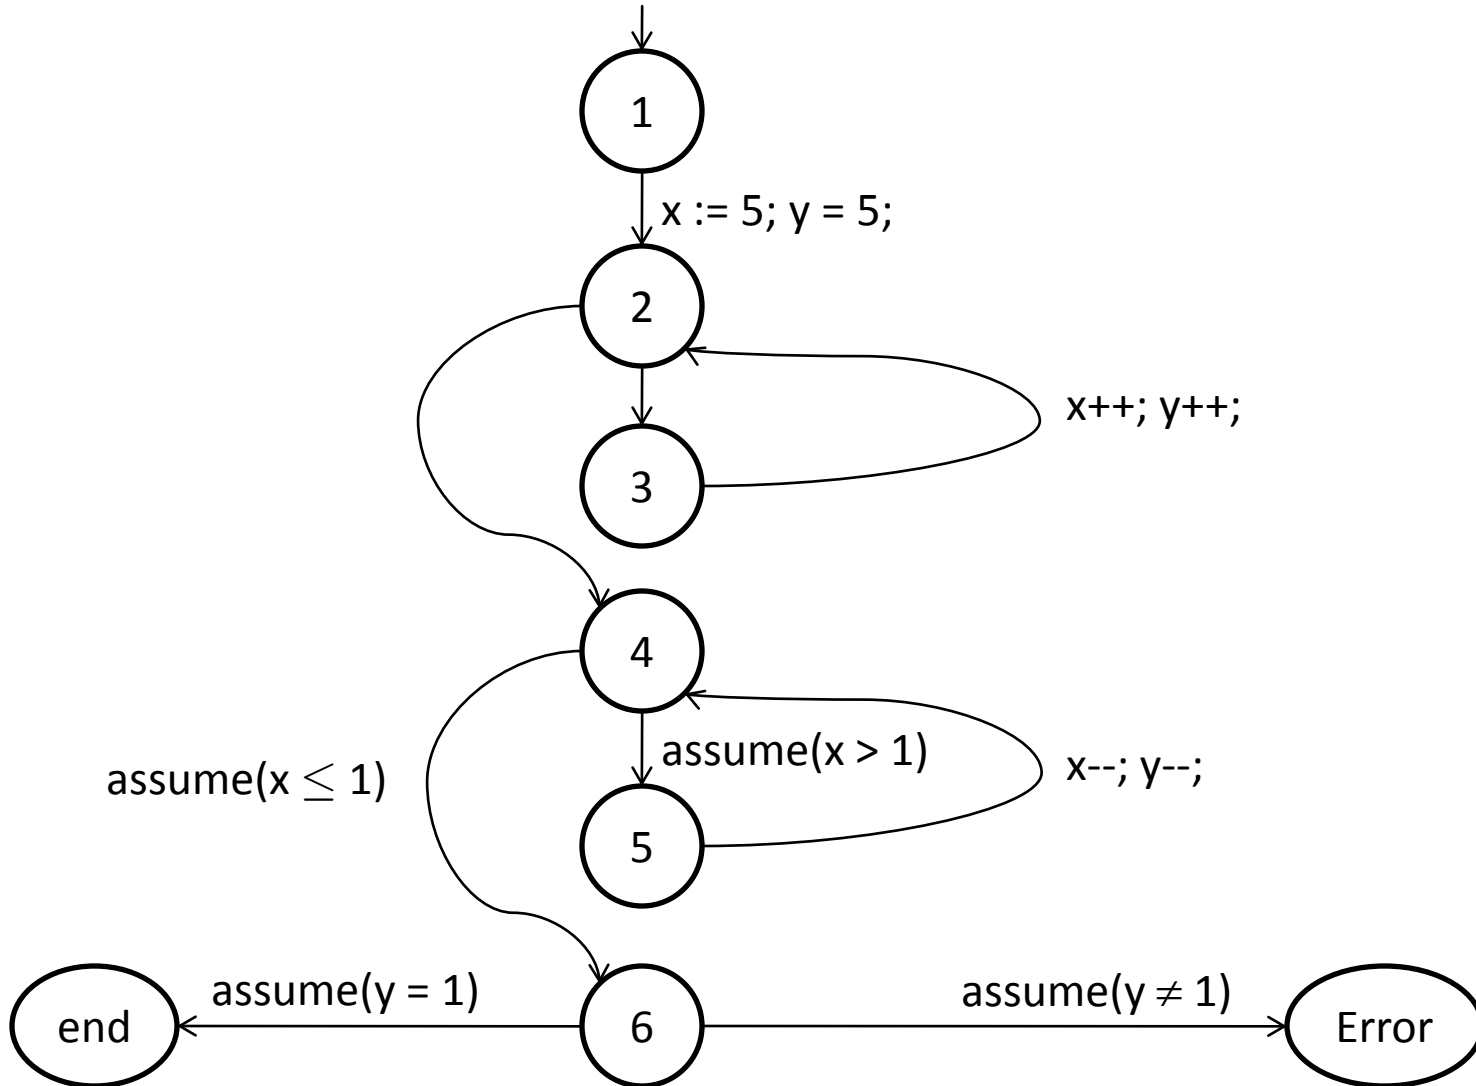 1
x := 5; y = 5;
2
x++; y++;
3
4
assume(x > 1)
assume(x ≤ 1)
x--; y--;
5
assume(y = 1)
assume(y ≠ 1)
end
6
Error